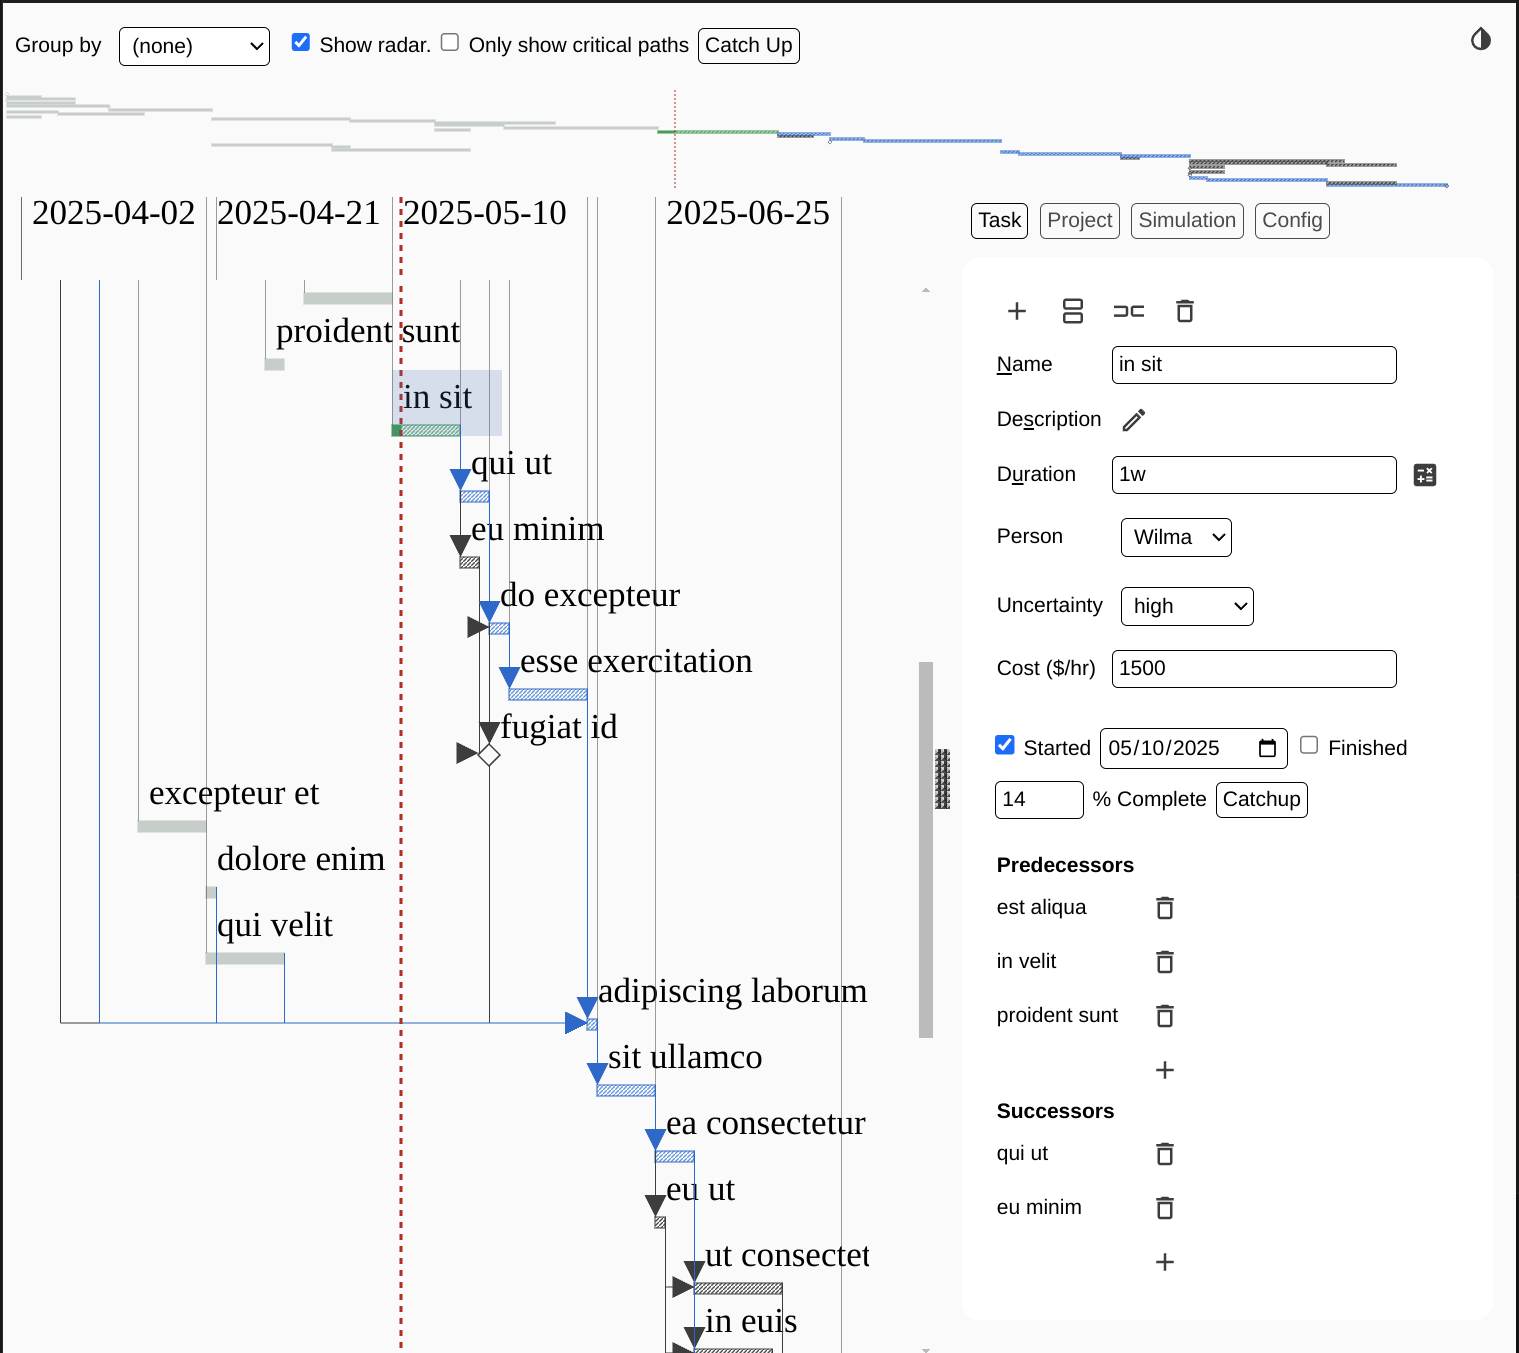 Group by (none) Show radar. Only show critical paths Catch Up
2025-04-02 2025-04-21 2025-05-10 2025-06-25
proident sunt
in sit
qui ut
eu minim
do excepteur
esse exercitation
fugiat id
excepteur et
dolore enim
qui velit
adipiscing laborum
sit ullamco
ea consectetur
eu ut
ut consectet
in euis
Task Project Simulation Config
Name in sit
Description
Duration 1w
Person Wilma
Uncertainty high
Cost ($/hr) 1500
Started 05/10/2025 Finished
14 % Complete Catchup
Predecessors
est aliqua
in velit
proident sunt
Successors
qui ut
eu minim